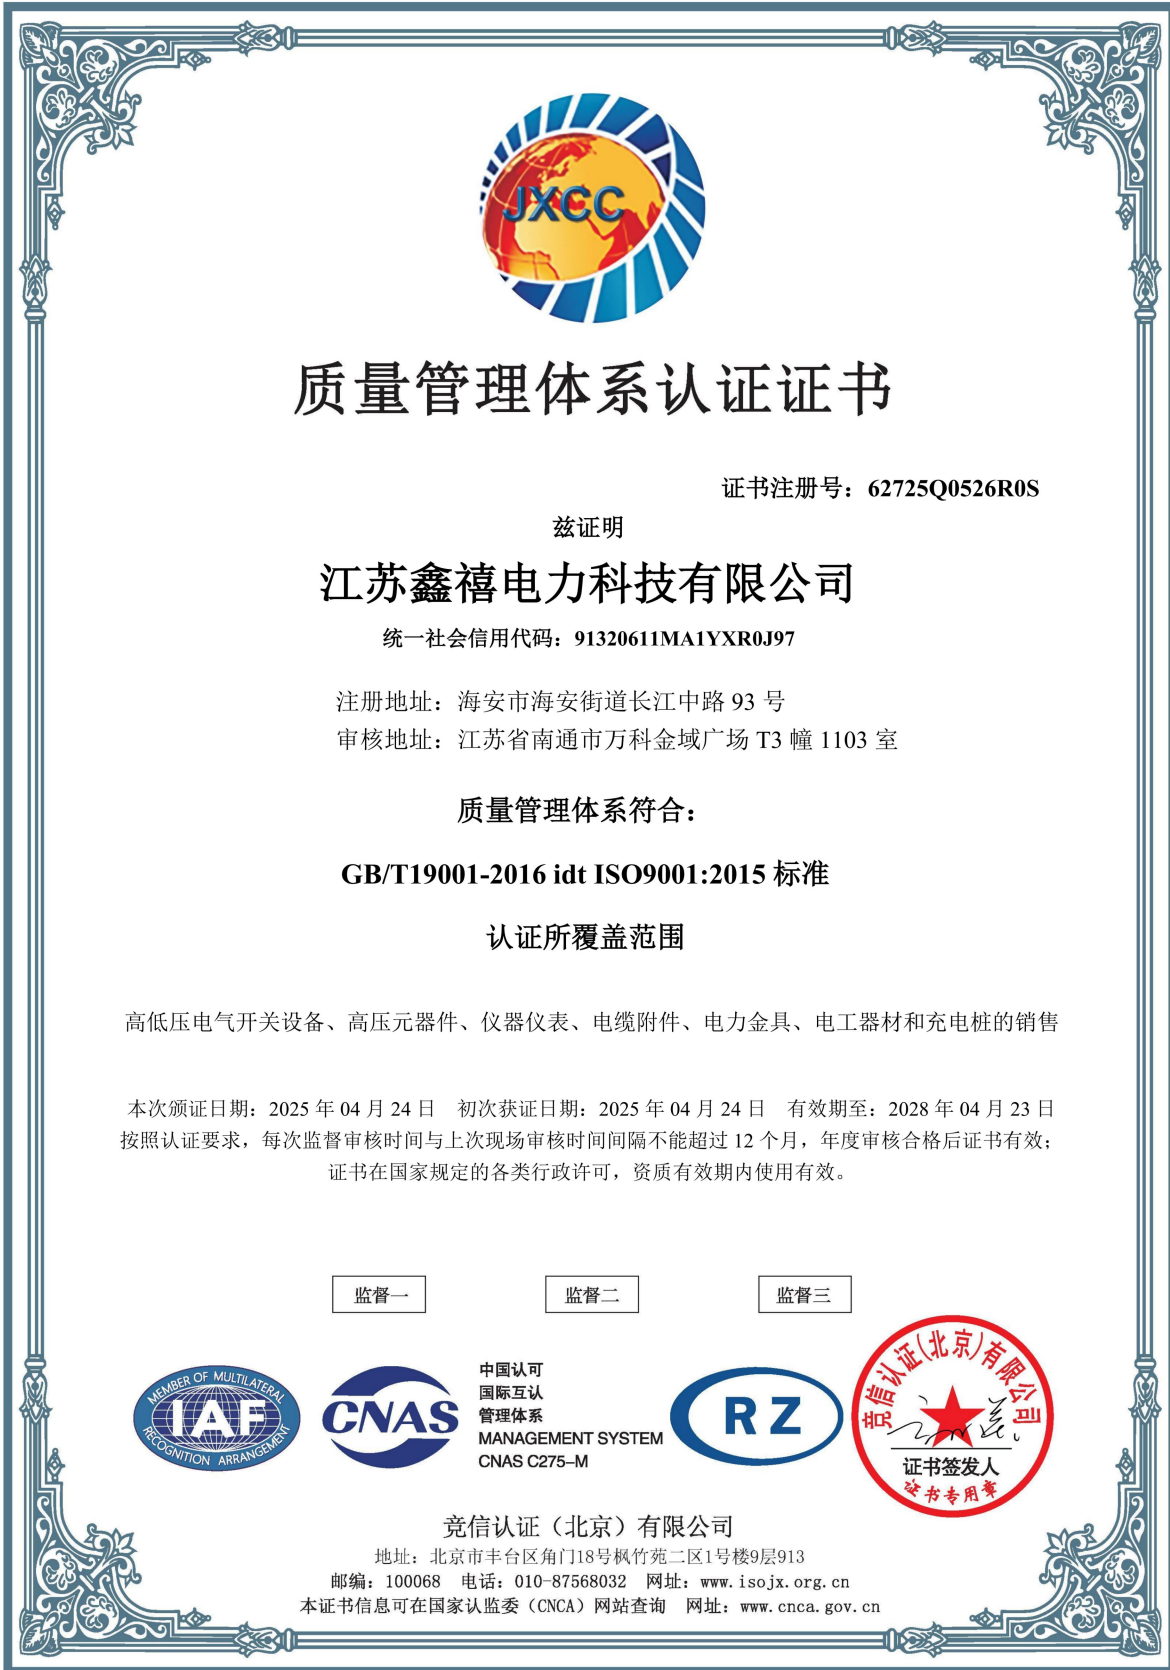 JXCC
质量管理体系认证证书
证书注册号：62725Q0526R0S
兹证明
江苏鑫禧电力科技有限公司
统一社会信用代码：91320611MA1YXR0J97
注册地址：海安市海安街道长江中路 93 号
审核地址：江苏省南通市万科金域广场 T3 幢 1103 室
质量管理体系符合：
GB/T19001-2016 idt ISO9001:2015 标准
认证所覆盖范围
高低压电气开关设备、高压元器件、仪器仪表、电缆附件、电力金具、电工器材和充电桩的销售
本次颁证日期：2025 年 04 月 24 日 初次获证日期：2025 年 04 月 24 日 有效期至：2028 年 04 月 23 日
按照认证要求，每次监督审核时间与上次现场审核时间间隔不能超过 12 个月，年度审核合格后证书有效；
证书在国家规定的各类行政许可，资质有效期内使用有效。
监督一 监督二 监督三
MEMBER OF MULTILATERAL
IAF
RECOGNITION ARRANGEMENT
CNAS
中国认可
国际互认
管理体系
MANAGEMENT SYSTEM
CNAS C275-M
RZ
竞信认证(北京)有限公司
证书签发人
证书专用章
竞信认证（北京）有限公司
地址：北京市丰台区角门18号枫竹苑二区1号楼9层913
邮编：100068 电话：010-87568032 网址：www.isojx.org.cn
本证书信息可在国家认监委（CNCA）网站查询 网址：www.cnca.gov.cn